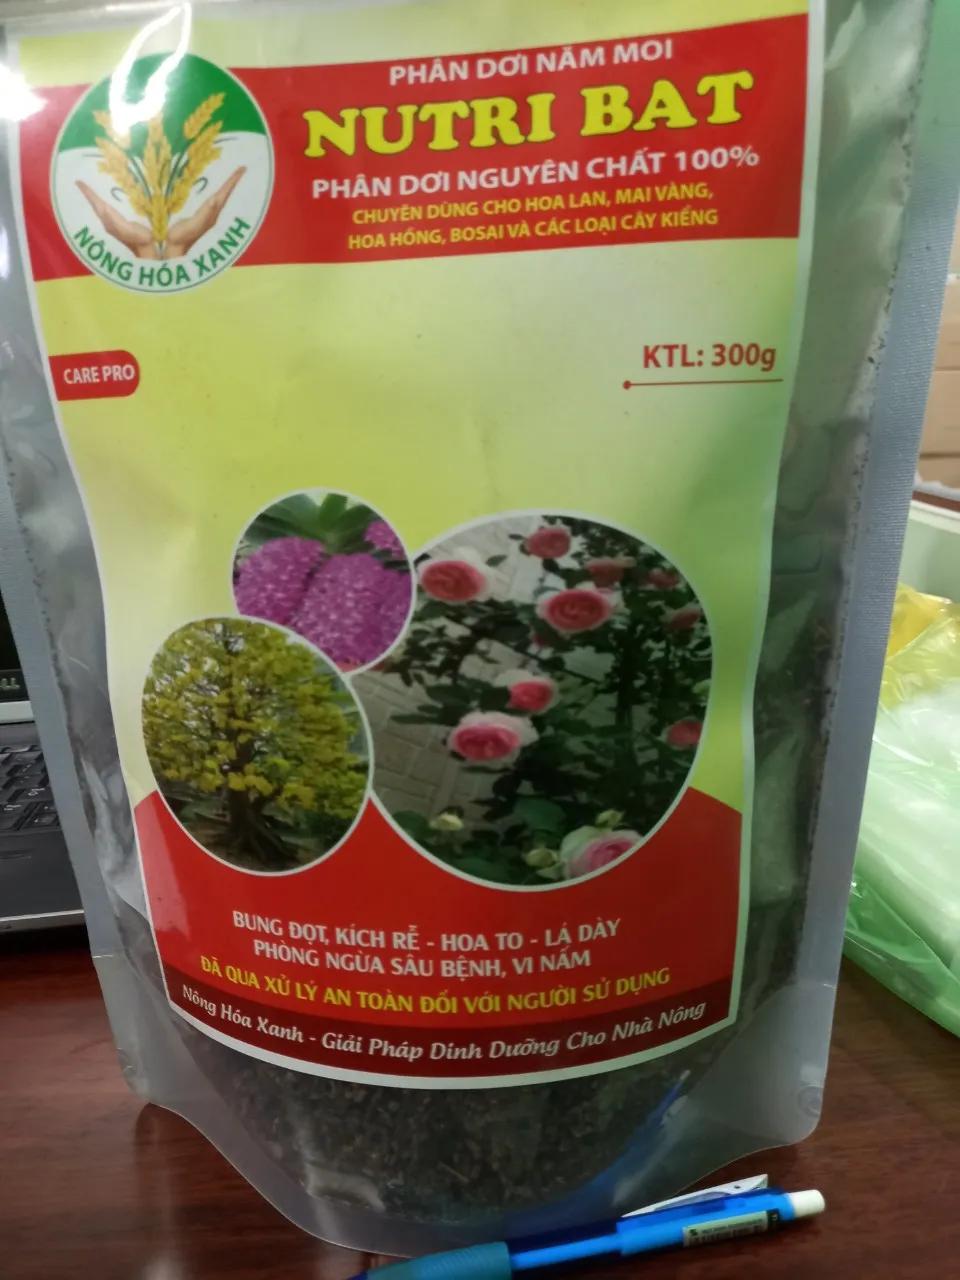 PHÂN DƠI NĂM MOI
NUTRI BAT
PHÂN DƠI NGUYÊN CHẤT 100%
CHUYÊN DÙNG CHO HOA LAN, MAI VÀNG,
HOA HỒNG, BOSAI VÀ CÁC LOẠI CÂY KIỂNG
NÔNG HÓA XANH
CARE PRO
KTL: 300g
BUNG ĐỌT, KÍCH RỄ - HOA TO - LÁ DÀY
PHÒNG NGỪA SÂU BỆNH, VI NẤM
ĐÃ QUA XỬ LÝ AN TOÀN ĐỐI VỚI NGƯỜI SỬ DỤNG
Nông Hóa Xanh - Giải Pháp Dinh Dưỡng Cho Nhà Nông